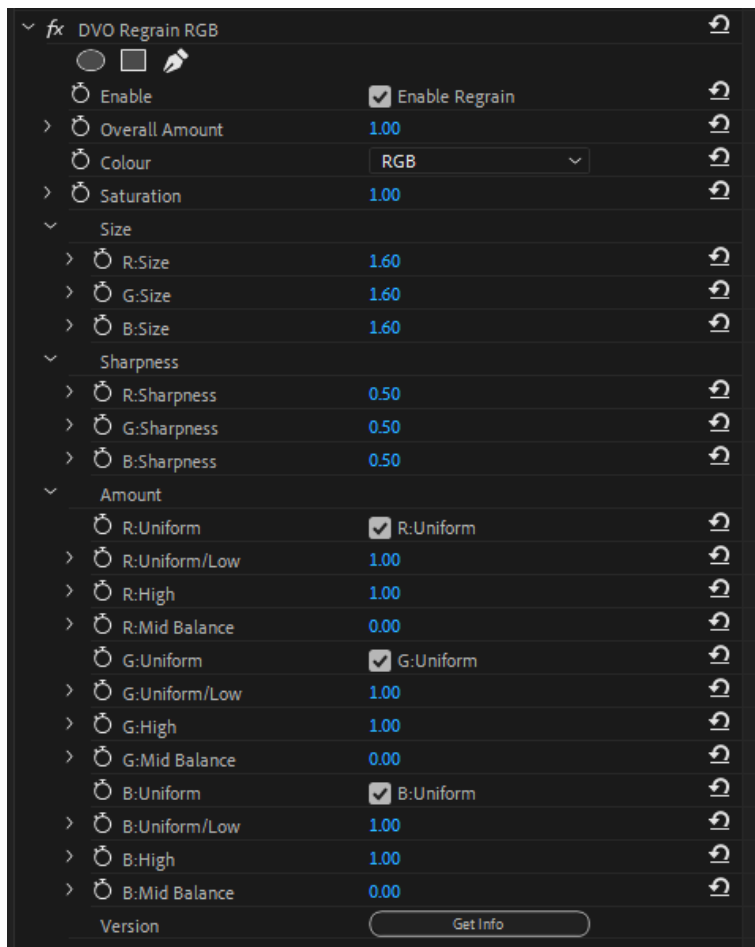 fx DVO Regrain RGB
Enable Enable Regrain
Overall Amount 1.00
Colour RGB
Saturation 1.00
Size
R:Size 1.60
G:Size 1.60
B:Size 1.60
Sharpness
R:Sharpness 0.50
G:Sharpness 0.50
B:Sharpness 0.50
Amount
R:Uniform R:Uniform
R:Uniform/Low 1.00
R:High 1.00
R:Mid Balance 0.00
G:Uniform G:Uniform
G:Uniform/Low 1.00
G:High 1.00
G:Mid Balance 0.00
B:Uniform B:Uniform
B:Uniform/Low 1.00
B:High 1.00
B:Mid Balance 0.00
Version Get Info